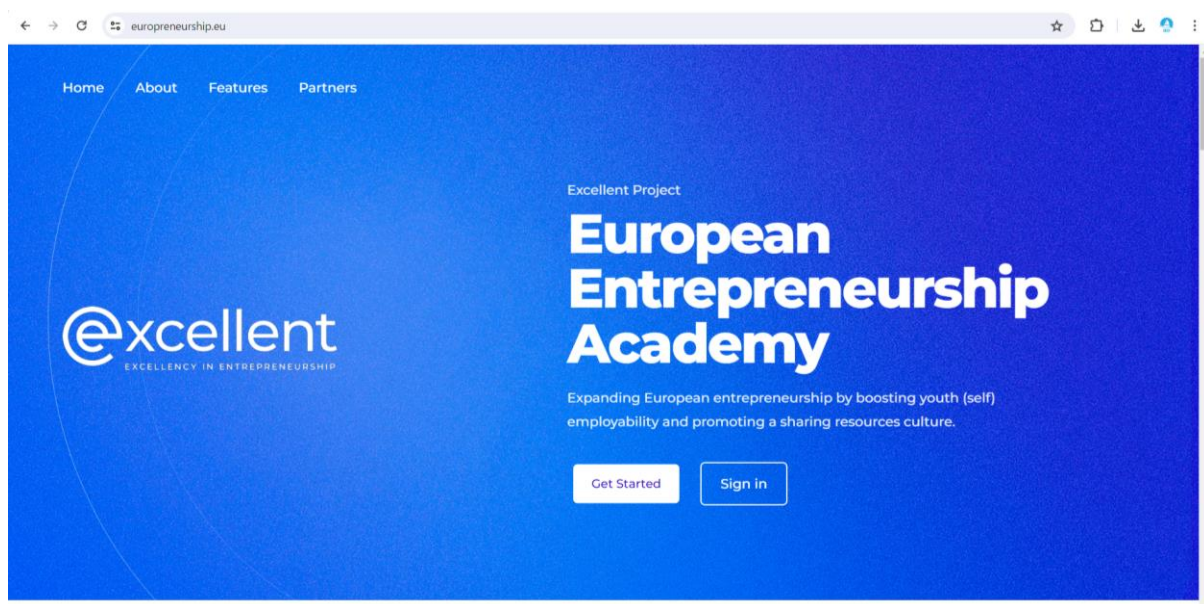 europreneurship.eu
Home About Features Partners
Excellent Project
European
Entrepreneurship
Academy
excellent
EXCELLENCY IN ENTREPRENEURSHIP
Expanding European entrepreneurship by boosting youth (self)
employability and promoting a sharing resources culture.
Get Started Sign in